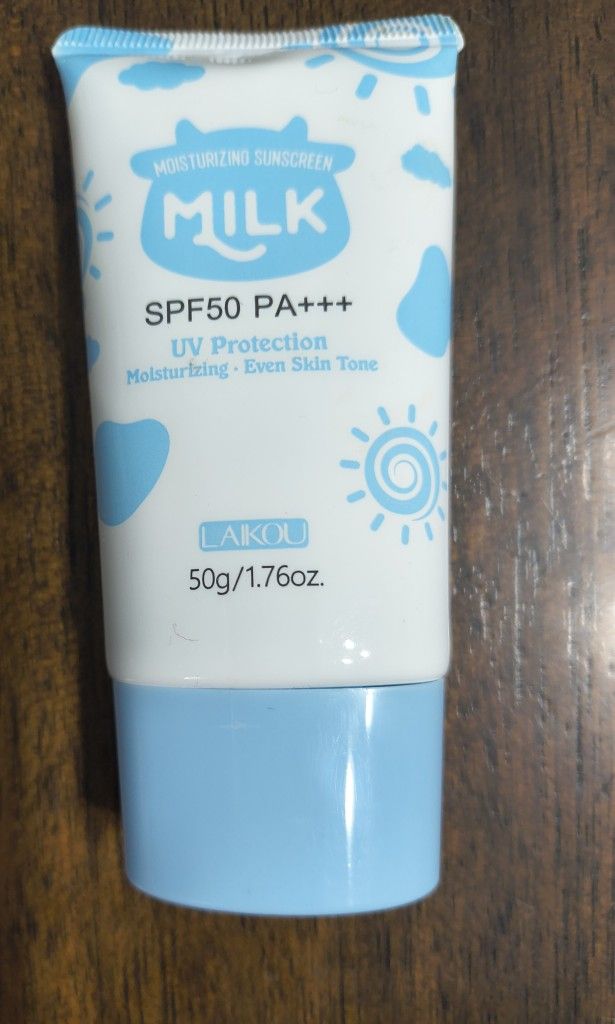 MOISTURIZING SUNSCREEN
MILK
SPF50 PA+++
UV Protection
Moisturizing · Even Skin Tone
LAIKOU
50g/1.76oz.